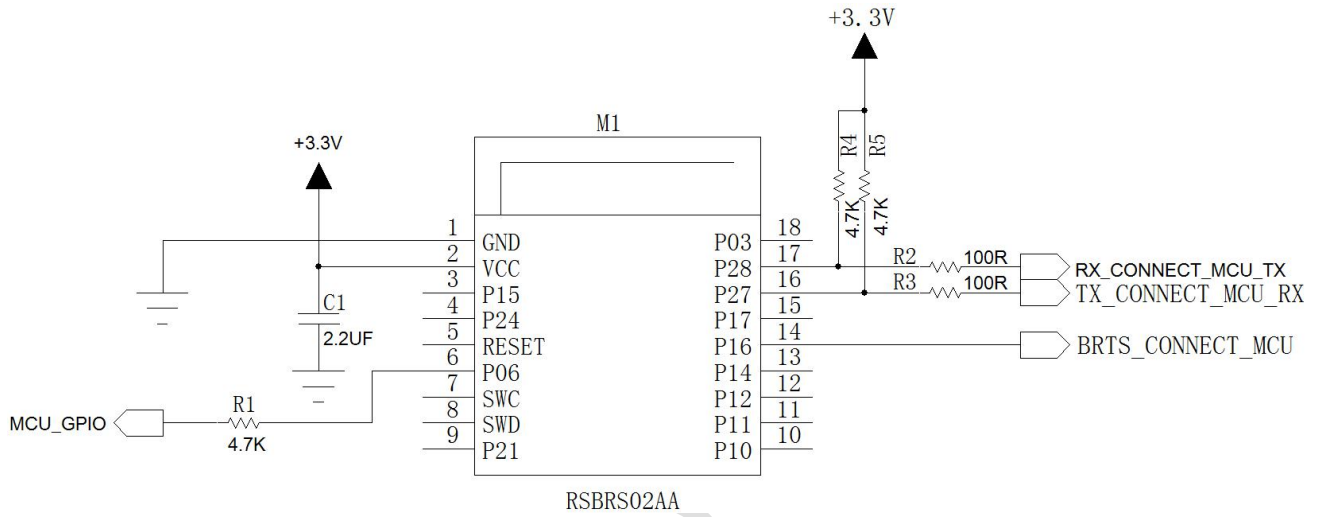 +3.3V
M1
+3.3V
R4
R5
4.7K
4.7K
1
GND
P03
18
2
VCC
P28
17
R2
100R
RX_CONNECT_MCU_TX
3
P15
P27
16
R3
100R
TX_CONNECT_MCU_RX
4
P24
P17
15
C1
2.2UF
5
RESET
P16
14
BRTS_CONNECT_MCU
6
P06
P14
13
7
SWC
P12
12
MCU_GPIO
R1
4.7K
8
SWD
P11
11
9
P21
P10
10
RSBRS02AA